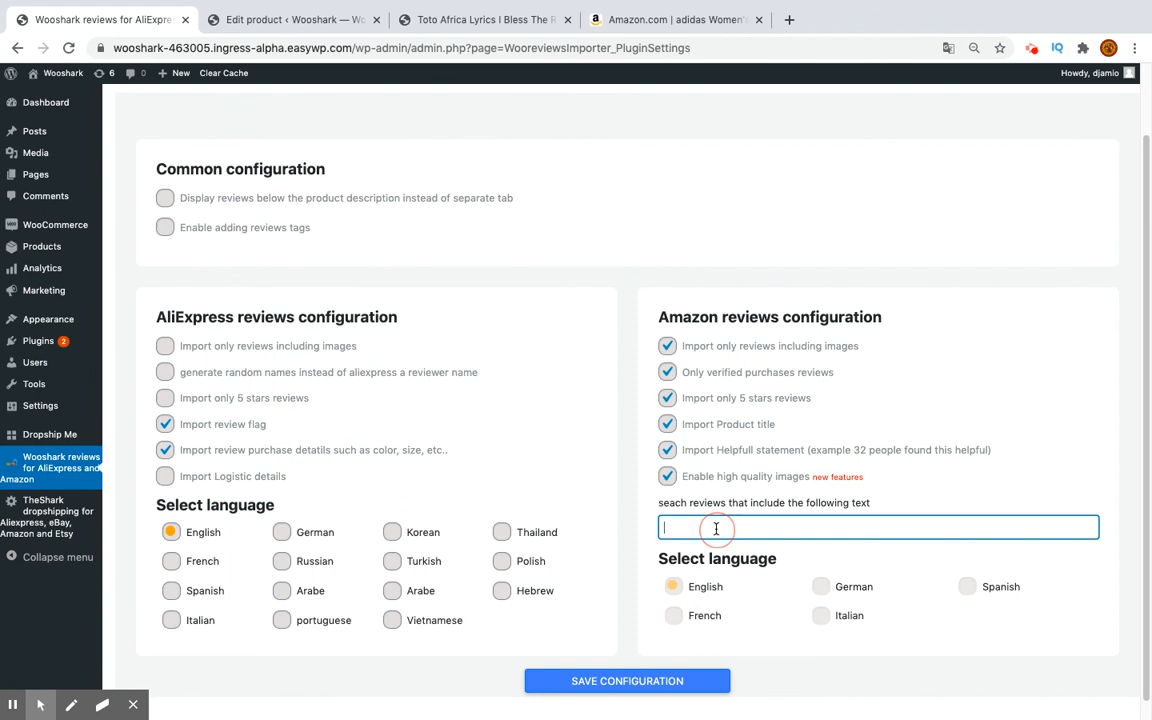 Wooshark reviews for AliExpres
Edit product ‹ Wooshark — Wo
Toto Africa Lyrics I Bless The R
Amazon.com | adidas Women's
wooshark-463005.ingress-alpha.easywp.com/wp-admin/admin.php?page=WooreviewsImporter_PluginSettings
Wooshark
6
0
New
Clear Cache
Howdy, djamio
Dashboard
Posts
Media
Pages
Comments
WooCommerce
Products
Analytics
Marketing
Appearance
Plugins 2
Users
Tools
Settings
Dropship Me
Wooshark reviews
for AliExpress and
Amazon
TheShark
dropshipping for
Aliexpress, eBay,
Amazon and Etsy
Collapse menu
Common configuration
Display reviews below the product description instead of separate tab
Enable adding reviews tags
AliExpress reviews configuration
Import only reviews including images
generate random names instead of aliexpress a reviewer name
Import only 5 stars reviews
Import review flag
Import review purchase detatils such as color, size, etc..
Import Logistic details
Select language
English German Korean Thailand
French Russian Turkish Polish
Spanish Arabe Arabe Hebrew
Italian portuguese Vietnamese
Amazon reviews configuration
Import only reviews including images
Only verified purchases reviews
Import only 5 stars reviews
Import Product title
Import Helpfull statement (example 32 people found this helpful)
Enable high quality images new features
seach reviews that include the following text
Select language
English German Spanish
French Italian
SAVE CONFIGURATION